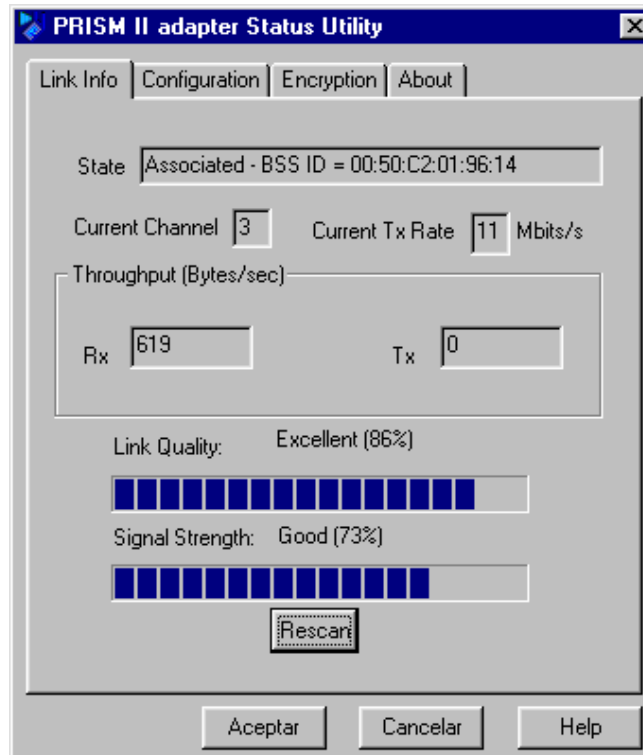 PRISM II adapter Status Utility
Link Info Configuration Encryption About
State Associated - BSS ID = 00:50:C2:01:96:14
Current Channel 3 Current Tx Rate 11 Mbits/s
Throughput (Bytes/sec)
Rx 619 Tx 0
Link Quality: Excellent (86%)
Signal Strength: Good (73%)
Rescan
Aceptar Cancelar Help